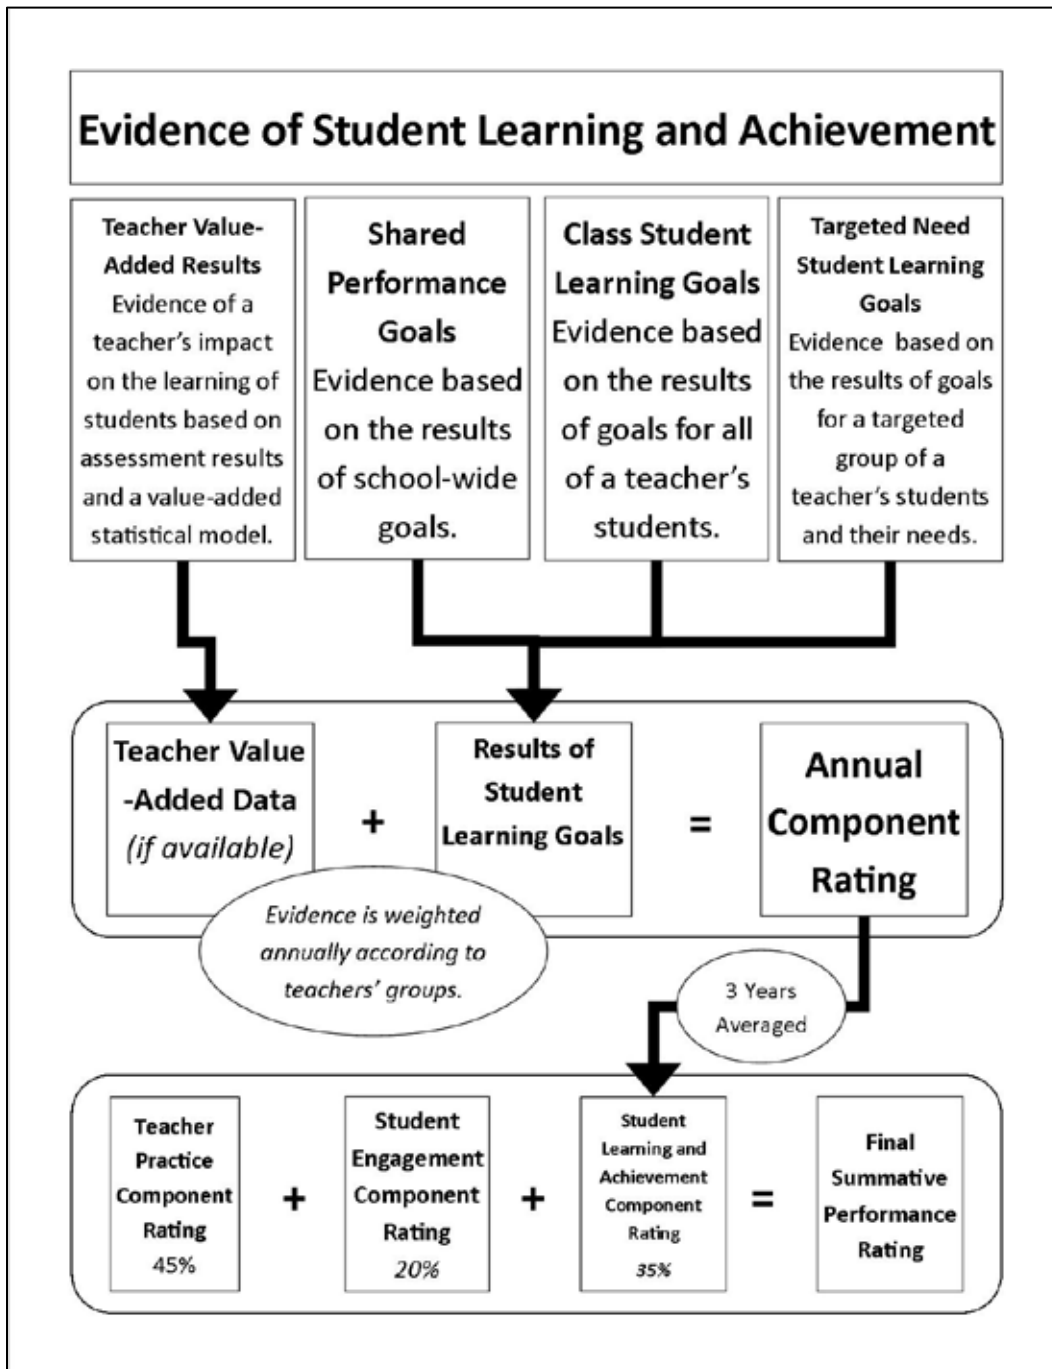 Evidence of Student Learning and Achievement
Teacher Value-
Added Results
Evidence of a
teacher's impact
on the learning of
students based on
assessment results
and a value-added
statistical model.
Shared
Performance
Goals
Evidence based
on the results
of school-wide
goals.
Class Student
Learning Goals
Evidence based
on the results
of goals for all
of a teacher's
students.
Targeted Need
Student Learning
Goals
Evidence based on
the results of goals
for a targeted
group of a
teacher's students
and their needs.
Teacher Value
-Added Data
(if available)
+
Results of
Student
Learning Goals
=
Annual
Component
Rating
Evidence is weighted
annually according to
teachers' groups.
3 Years
Averaged
Teacher
Practice
Component
Rating
45%
+
Student
Engagement
Component
Rating
20%
+
Student
Learning and
Achievement
Component
Rating
35%
=
Final
Summative
Performance
Rating